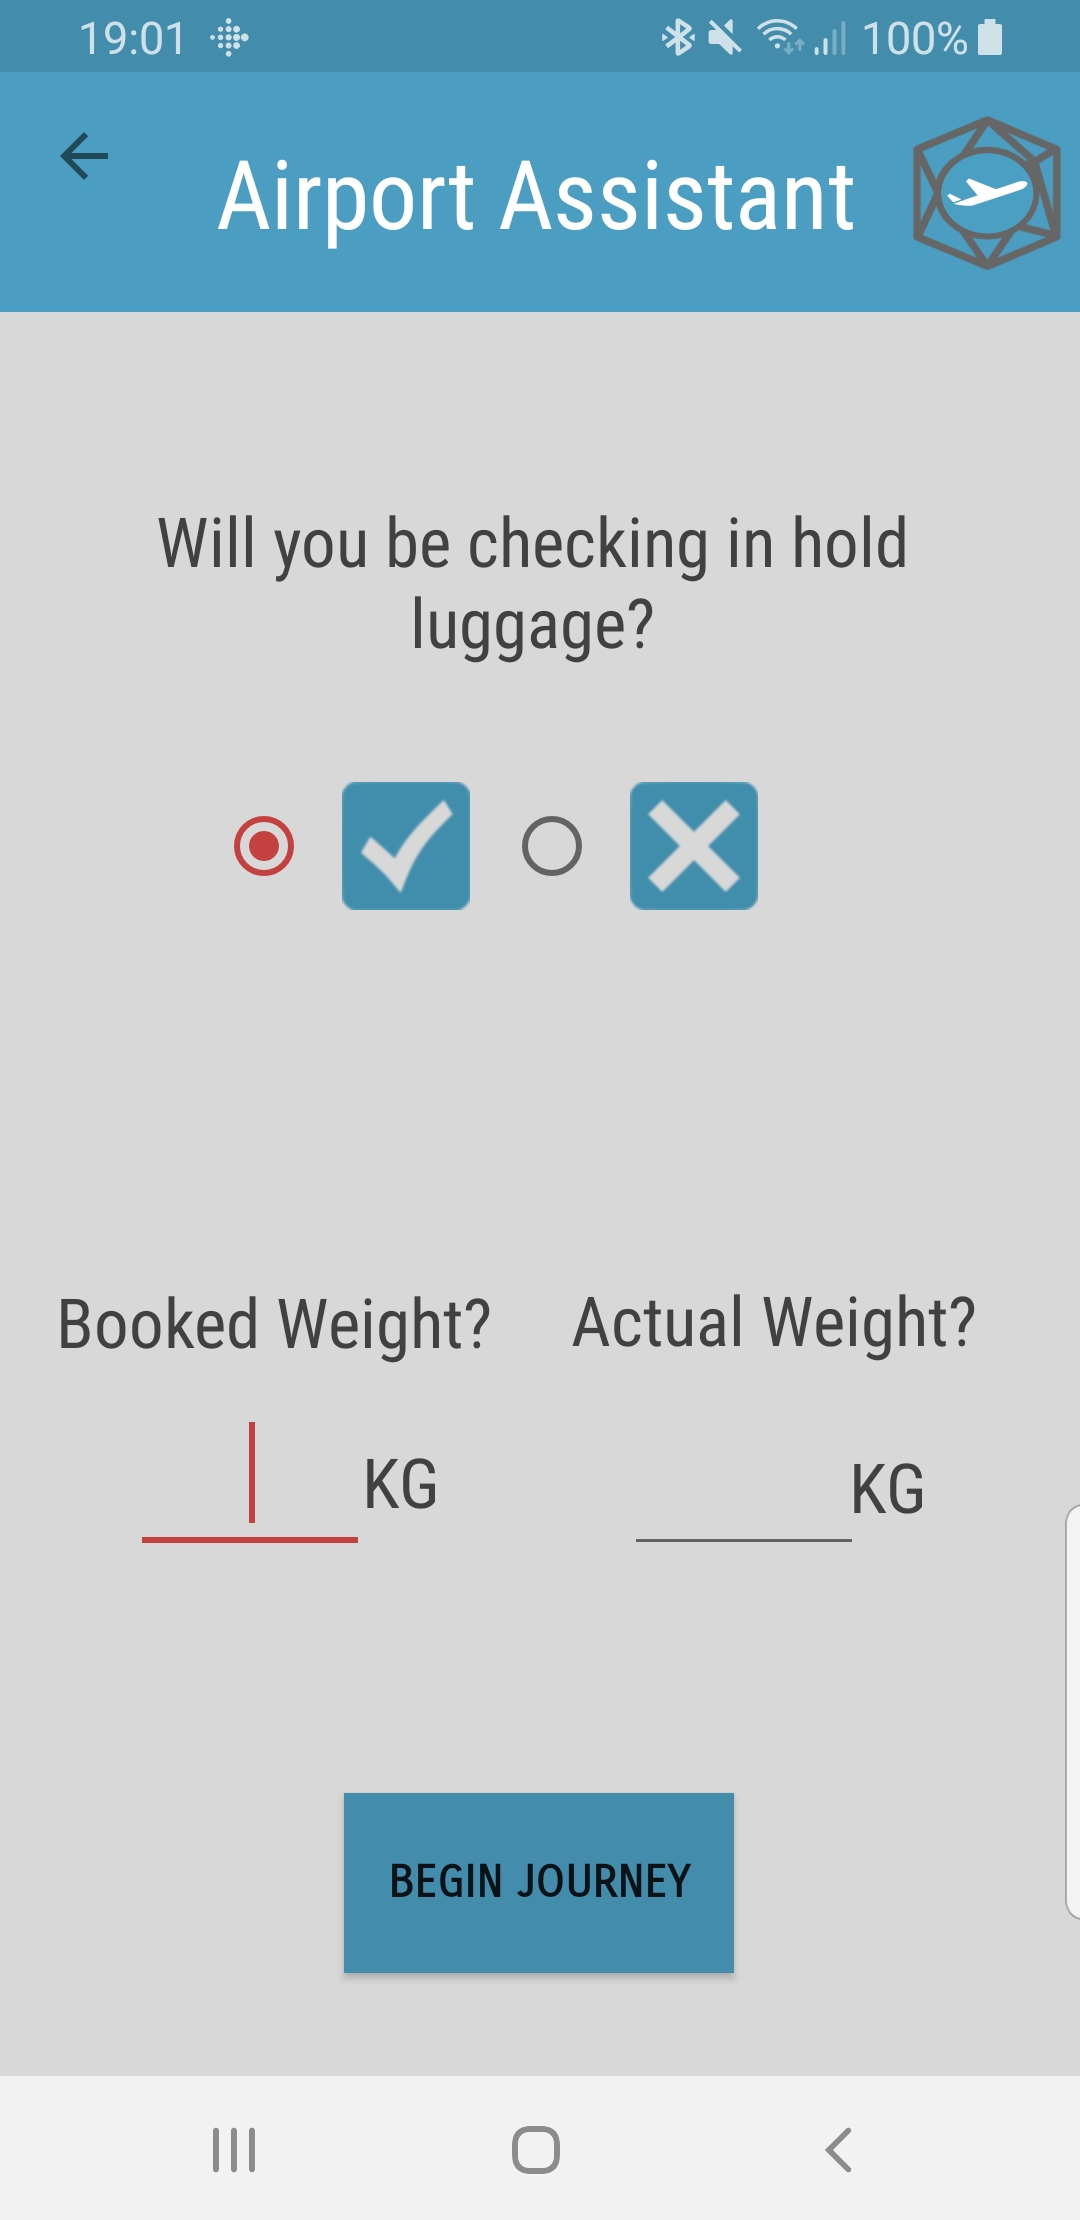 19:01 100%
Airport Assistant
Will you be checking in hold
luggage?
Booked Weight? Actual Weight?
KG KG
BEGIN JOURNEY